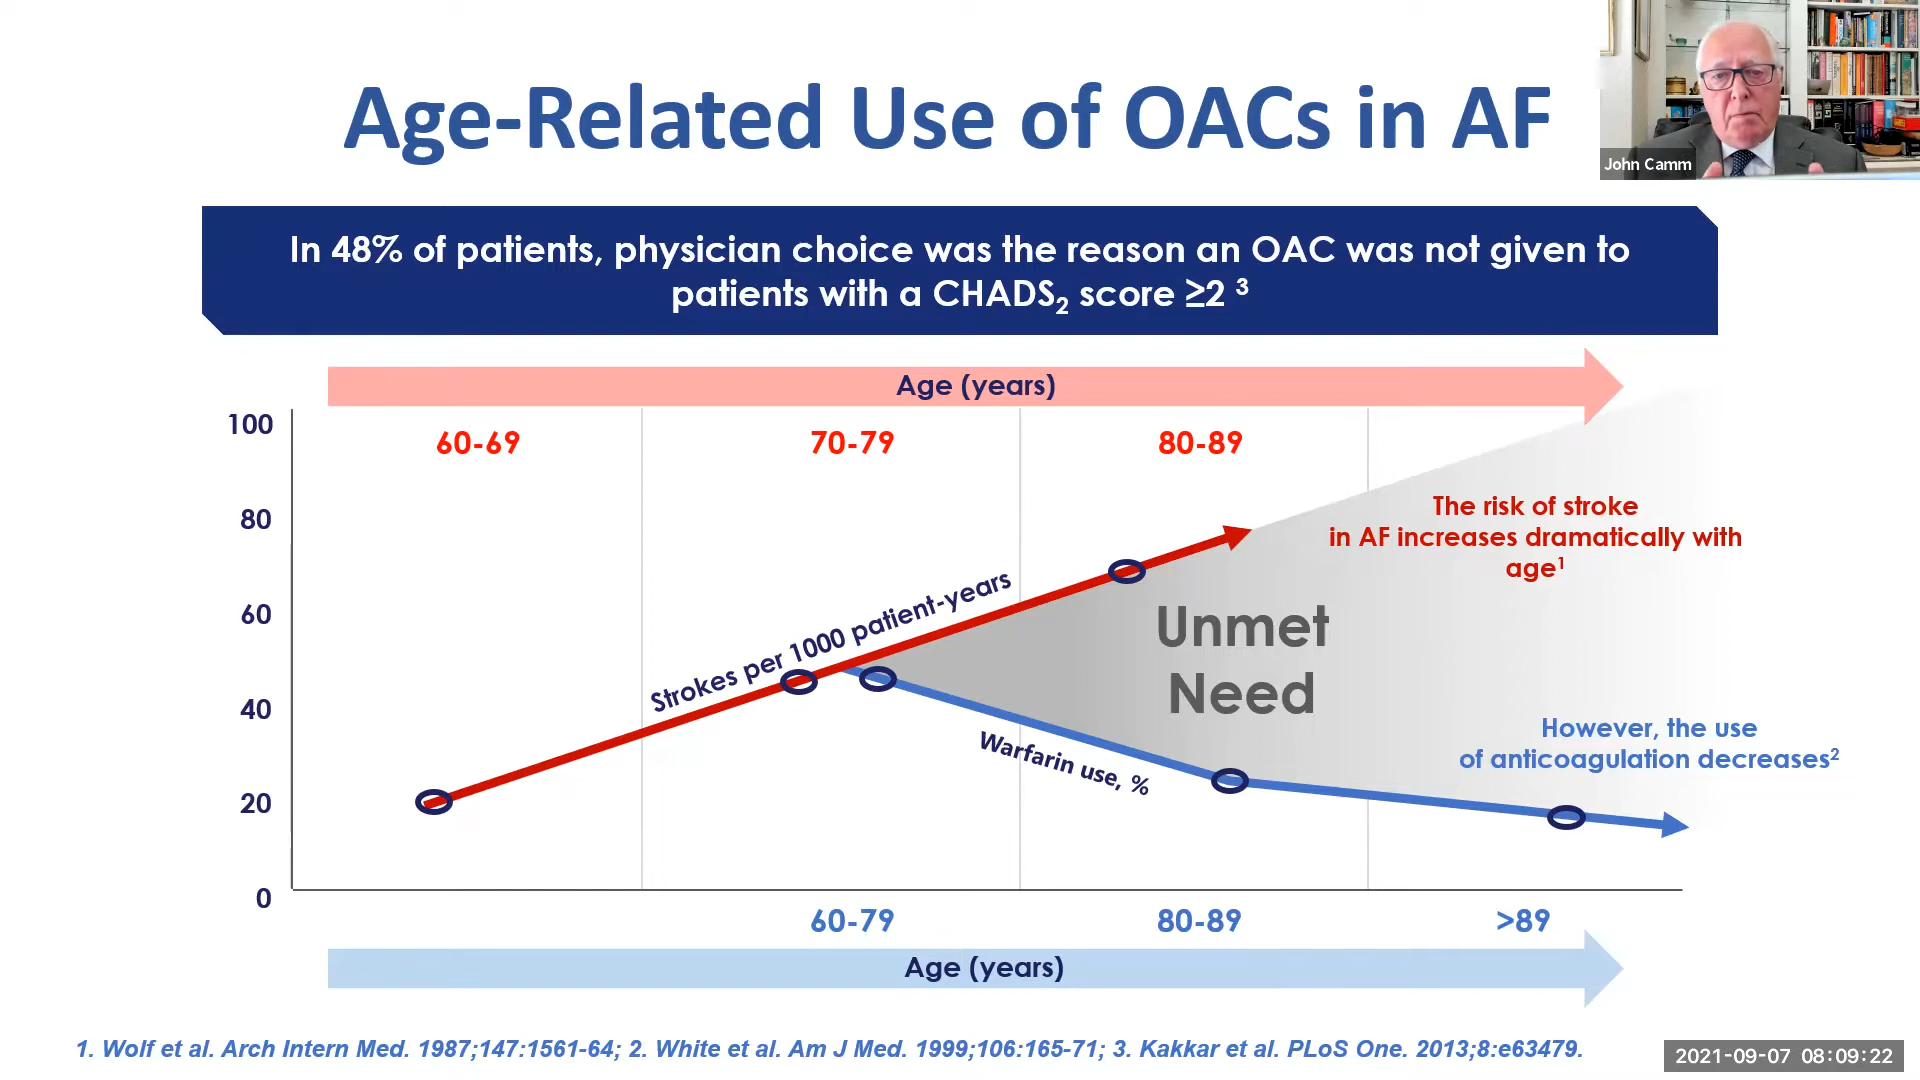 Age-Related Use of OACs in AF
John Camm
In 48% of patients, physician choice was the reason an OAC was not given to
patients with a CHADS₂ score ≥2 ³
Age (years)
100
80
60
40
20
0
60-69
70-79
80-89
The risk of stroke
in AF increases dramatically with
age¹
Strokes per 1000 patient-years
Unmet
Need
Warfarin use, %
However, the use
of anticoagulation decreases²
60-79
80-89
>89
Age (years)
1. Wolf et al. Arch Intern Med. 1987;147:1561-64; 2. White et al. Am J Med. 1999;106:165-71; 3. Kakkar et al. PLoS One. 2013;8:e63479.
2021-09-07 08:09:22